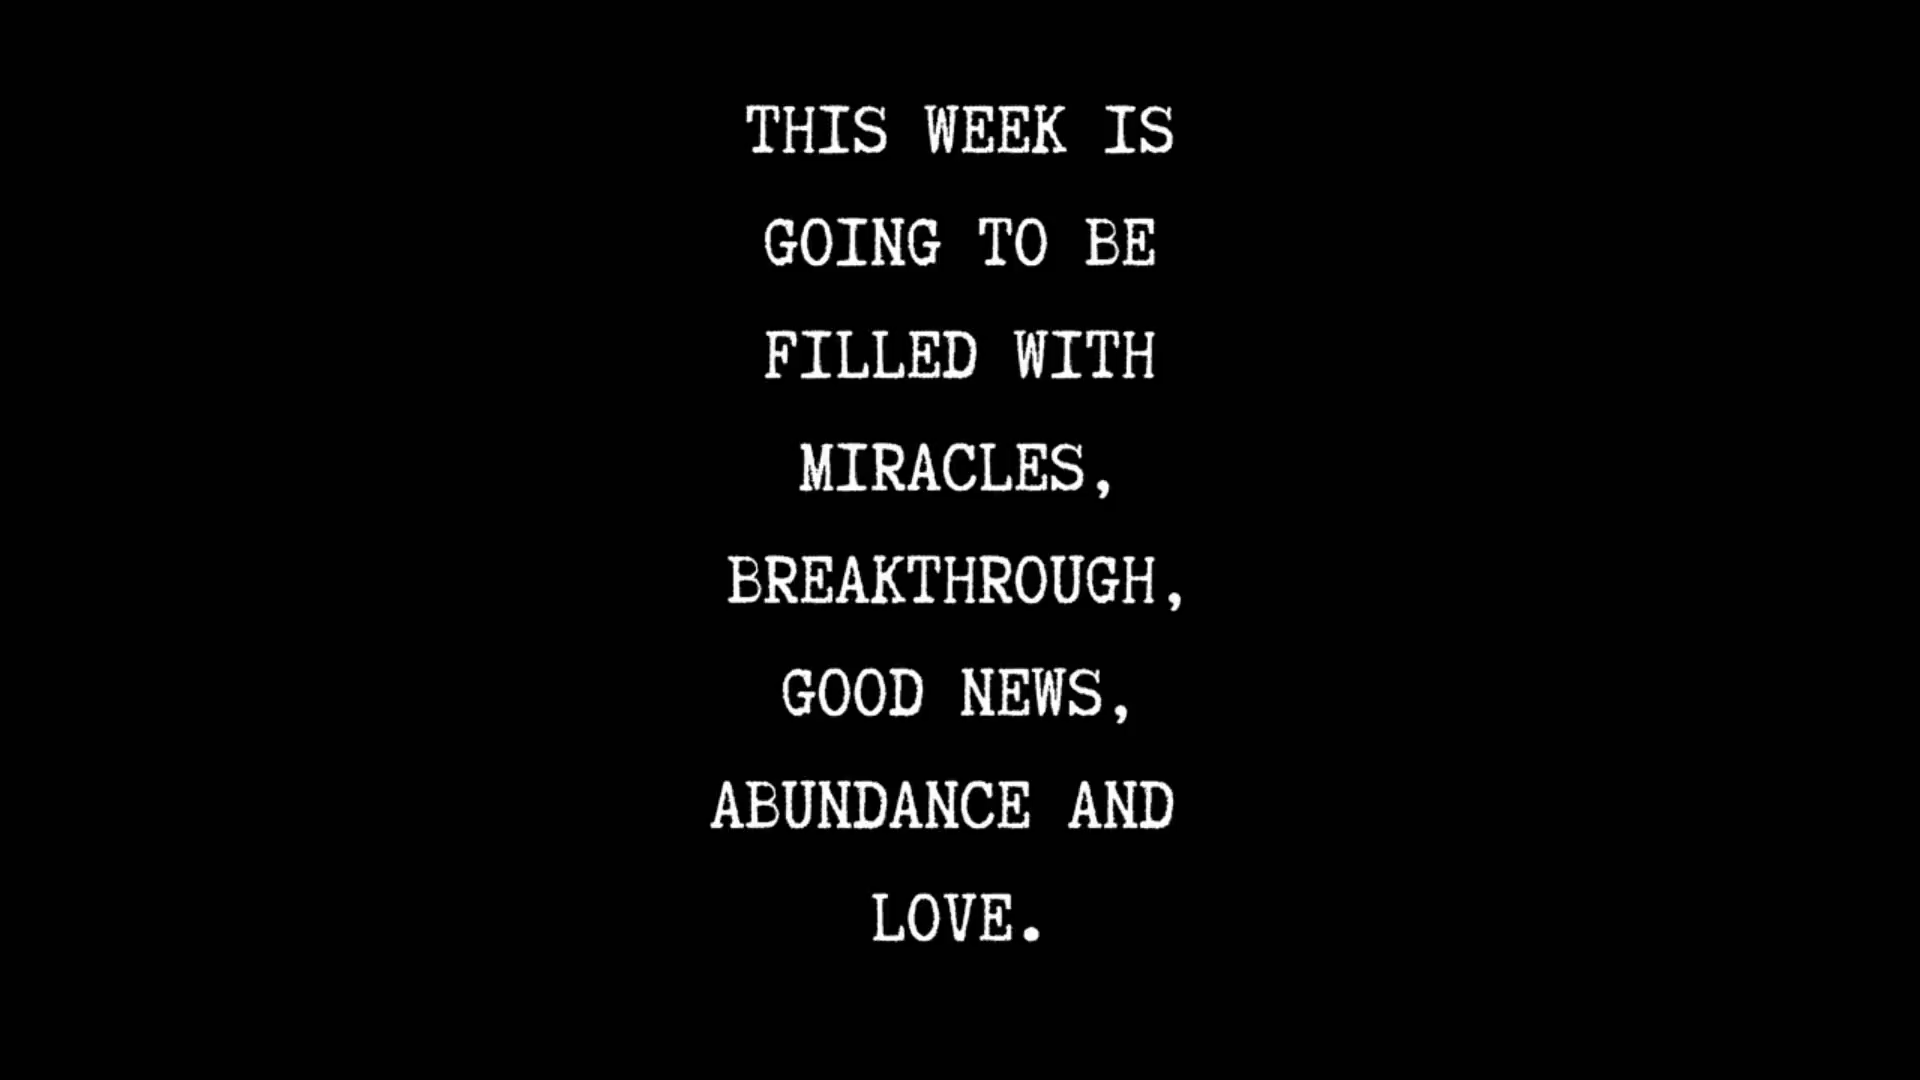 THIS WEEK IS
GOING TO BE
FILLED WITH
MIRACLES,
BREAKTHROUGH,
GOOD NEWS,
ABUNDANCE AND
LOVE.